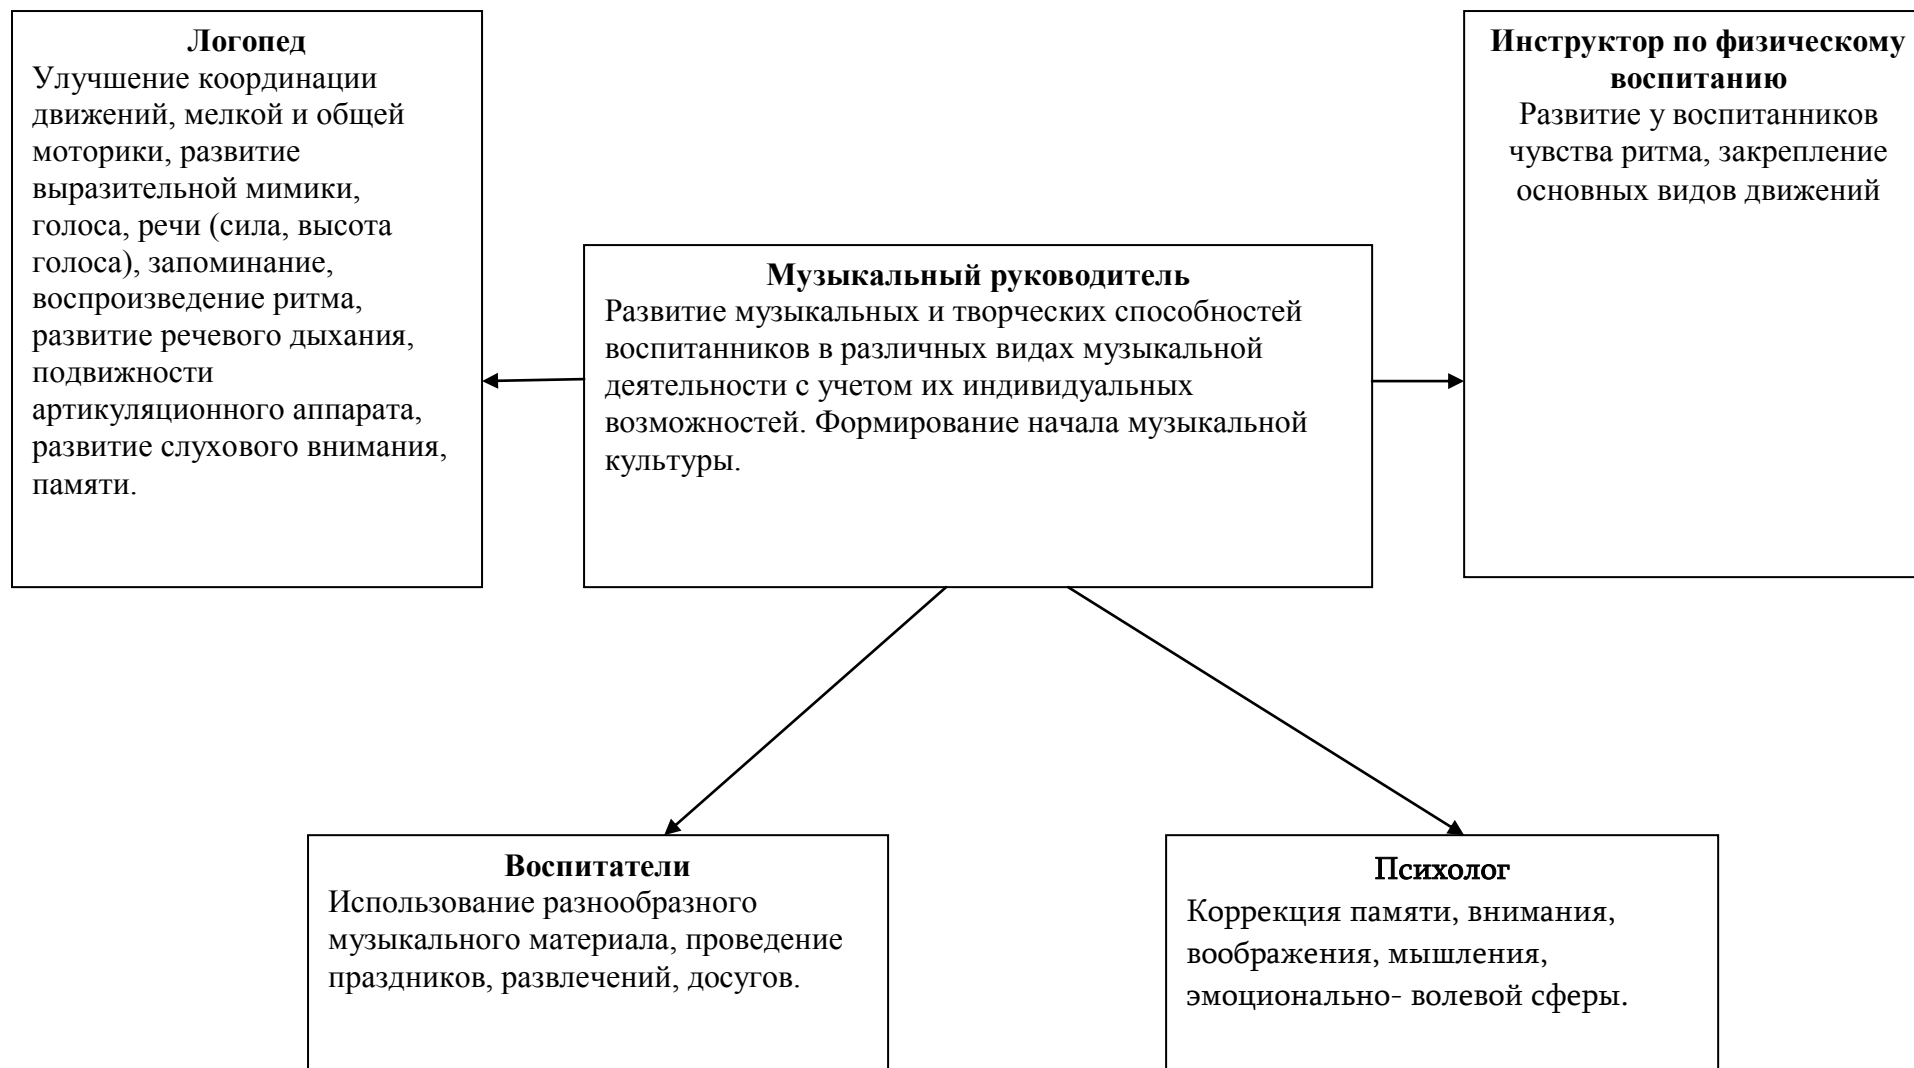 Логопед
Улучшение координации
движений, мелкой и общей
моторики, развитие
выразительной мимики,
голоса, речи (сила, высота
голоса), запоминание,
воспроизведение ритма,
развитие речевого дыхания,
подвижности
артикуляционного аппарата,
развитие слухового внимания,
памяти.
Музыкальный руководитель
Развитие музыкальных и творческих способностей
воспитанников в различных видах музыкальной
деятельности с учетом их индивидуальных
возможностей. Формирование начала музыкальной
культуры.
Инструктор по физическому
воспитанию
Развитие у воспитанников
чувства ритма, закрепление
основных видов движений
Воспитатели
Использование разнообразного
музыкального материала, проведение
праздников, развлечений, досугов.
Психолог
Коррекция памяти, внимания,
воображения, мышления,
эмоционально- волевой сферы.